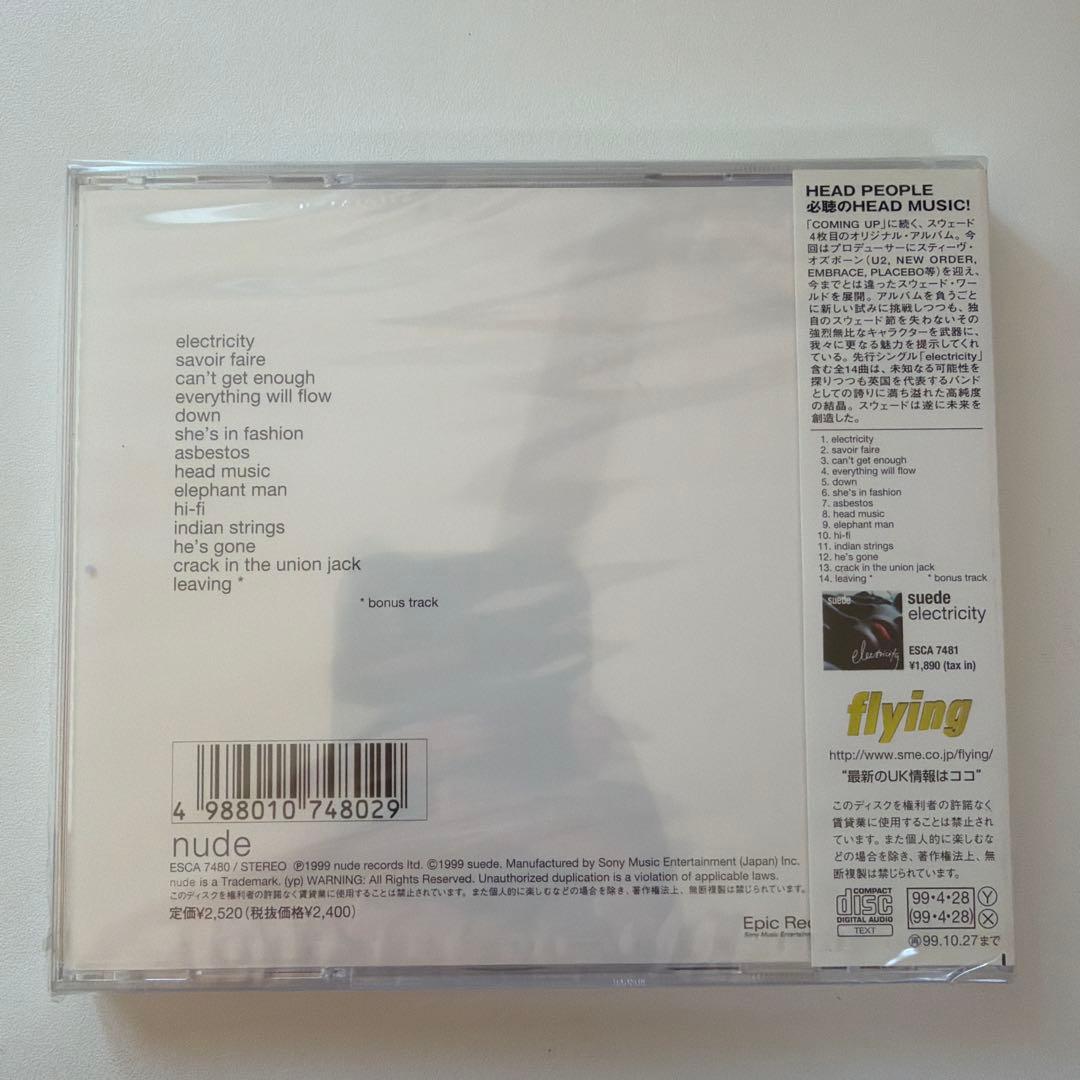 electricity
savoir faire
can't get enough
everything will flow
down
she's in fashion
asbestos
head music
elephant man
hi-fi
indian strings
he's gone
crack in the union jack
leaving *
* bonus track
4 988010 748029
nude
ESCA 7480 / STEREO Ⓟ1999 nude records ltd. ©1999 suede. Manufactured by Sony Music Entertainment (Japan) Inc.
nude is a Trademark. (yp) WARNING: All Rights Reserved. Unauthorized duplication is a violation of applicable laws.
このディスクを権利者の許諾なく賃貸業に使用することは禁止されています。また個人的に楽しむなどの場合を除き、著作権法上、無断複製は禁じられています。
定価¥2,520(税抜価格¥2,400)
Epic Rec
Sony Music Entertainm
HEAD PEOPLE
必聴のHEAD MUSIC!
「COMING UP」に続く、スウェード
4枚目のオリジナル・アルバム。今
回はプロデューサーにスティーヴ・
オズボーン(U2, NEW ORDER,
EMBRACE, PLACEBO等)を迎え、
今までとは違ったスウェード・ワー
ルドを展開。アルバムを負うごと
に新しい試みに挑戦しつつも、独
自のスウェード節を失わないその
強烈無比なキャラクターを武器に、
我々に更なる魅力を提示してくれ
ている。先行シングル「electricity」
含む全14曲は、未知なる可能性を
探りつつも英国を代表するバンド
としての誇りに満ち溢れた高純度
の結晶。スウェードは遂に未来を
創造した。
1. electricity
2. savoir faire
3. can't get enough
4. everything will flow
5. down
6. she's in fashion
7. asbestos
8. head music
9. elephant man
10. hi-fi
11. indian strings
12. he's gone
13. crack in the union jack
14. leaving * * bonus track
suede
electricity
suede
electricity
ESCA 7481
¥1,890 (tax in)
flying
http://www.sme.co.jp/flying/
"最新のUK情報はココ"
このディスクを権利者の許諾なく
賃貸業に使用することは禁止され
ています。また個人的に楽しむな
どの場合を除き、著作権法上、無
断複製は禁じられています。
COMPACT
disc
DIGITAL AUDIO
TEXT
99・4・28 Ⓨ
(99・4・28) Ⓧ
再99.10.27まで